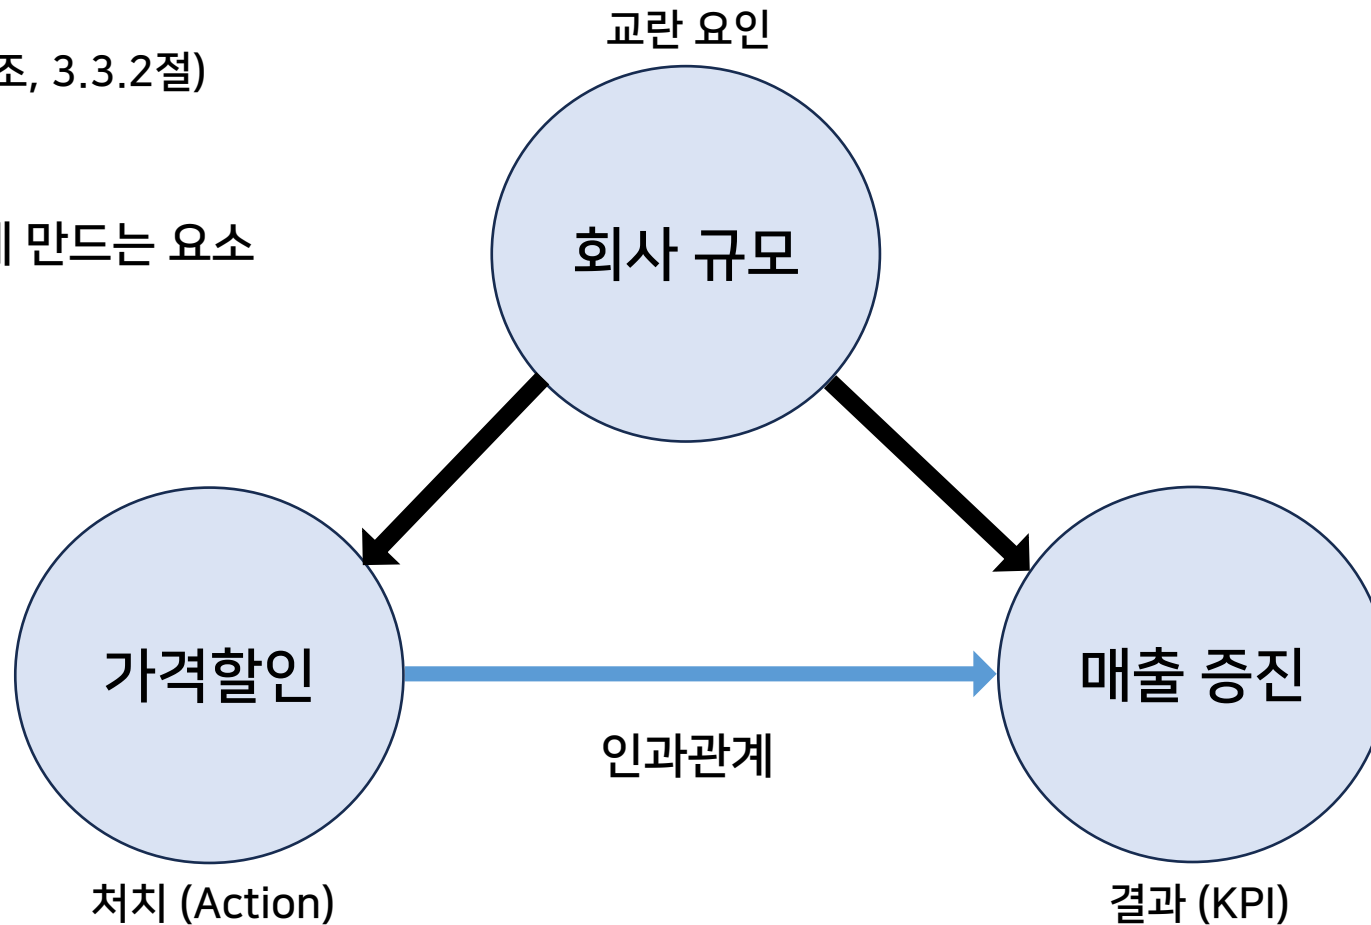 교란 요인
조, 3.3.2절)
만드는 요소
회사 규모
가격할인
매출 증진
인과관계
처치 (Action)
결과 (KPI)